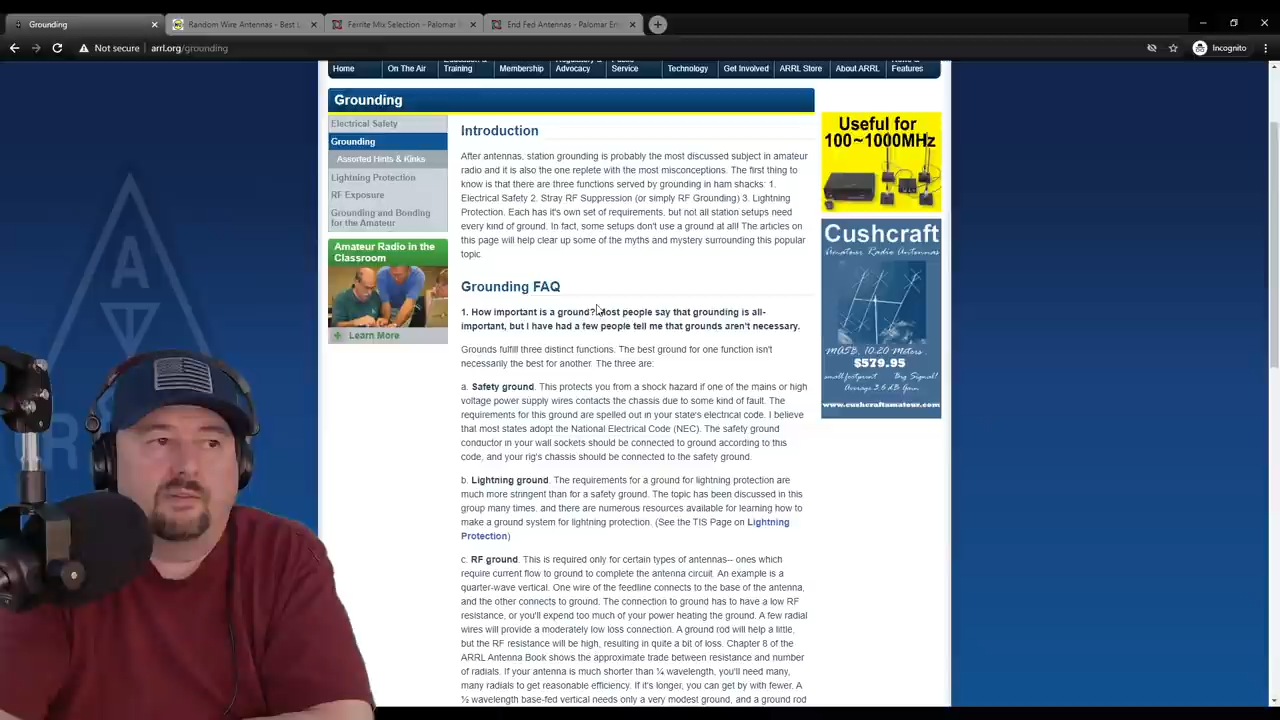 Grounding
Random Wire Antennas - Best L
Ferrite Mix Selection - Palomar
End Fed Antennas - Palomar En
Not secure
arrl.org/grounding
Incognito
Home
On The Air
Training
Membership
Advocacy
Service
Technology
Get Involved
ARRL Store
About ARRL
Features
Grounding
Electrical Safety
Grounding
Assorted Hints & Kinks
Lightning Protection
RF Exposure
Grounding and Bonding
for the Amateur
Amateur Radio in the
Classroom
Learn More
Introduction
After antennas, station grounding is probably the most discussed subject in amateur
radio and it is also the one replete with the most misconceptions. The first thing to
know is that there are three functions served by grounding in ham shacks: 1.
Electrical Safety 2. Stray RF Suppression (or simply RF Grounding) 3. Lightning
Protection. Each has it's own set of requirements, but not all station setups need
every kind of ground. In fact, some setups don't use a ground at all! The articles on
this page will help clear up some of the myths and mystery surrounding this popular
topic
Grounding FAQ
1. How important is a ground? Most people say that grounding is all-
important, but I have had a few people tell me that grounds aren't necessary.
Grounds fulfill three distinct functions. The best ground for one function isn't
necessarily the best for another. The three are:
a. Safety ground. This protects you from a shock hazard if one of the mains or high
voltage power supply wires contacts the chassis due to some kind of fault. The
requirements for this ground are spelled out in your state's electrical code. I believe
that most states adopt the National Electrical Code (NEC). The safety ground
conductor in your wall sockets should be connected to ground according to this
code, and your rig's chassis should be connected to the safety ground.
b. Lightning ground. The requirements for a ground for lightning protection are
much more stringent than for a safety ground. The topic has been discussed in this
group many times, and there are numerous resources available for learning how to
make a ground system for lightning protection. (See the TIS Page on Lightning
Protection)
c. RF ground. This is required only for certain types of antennas-- ones which
require current flow to ground to complete the antenna circuit. An example is a
quarter-wave vertical. One wire of the feedline connects to the base of the antenna,
and the other connects to ground. The connection to ground has to have a low RF
resistance, or you'll expend too much of your power heating the ground. A few radial
wires will provide a moderately low loss connection. A ground rod will help a little,
but the RF resistance will be high, resulting in quite a bit of loss. Chapter 8 of the
ARRL Antenna Book shows the approximate trade between resistance and number
of radials. If your antenna is much shorter than ¼ wavelength, you'll need many,
many radials to get reasonable efficiency. If it's longer, you can get by with fewer. A
½ wavelength base-fed vertical needs only a very modest ground, and a ground rod
Useful for
100~1000MHz
Cushcraft
Amateur Radio Antennas
MA5B, 10-20 Meters.
$579.95
small footprint Big Signal!
Average 3.6 dB Gain
www.cushcraftamateur.com